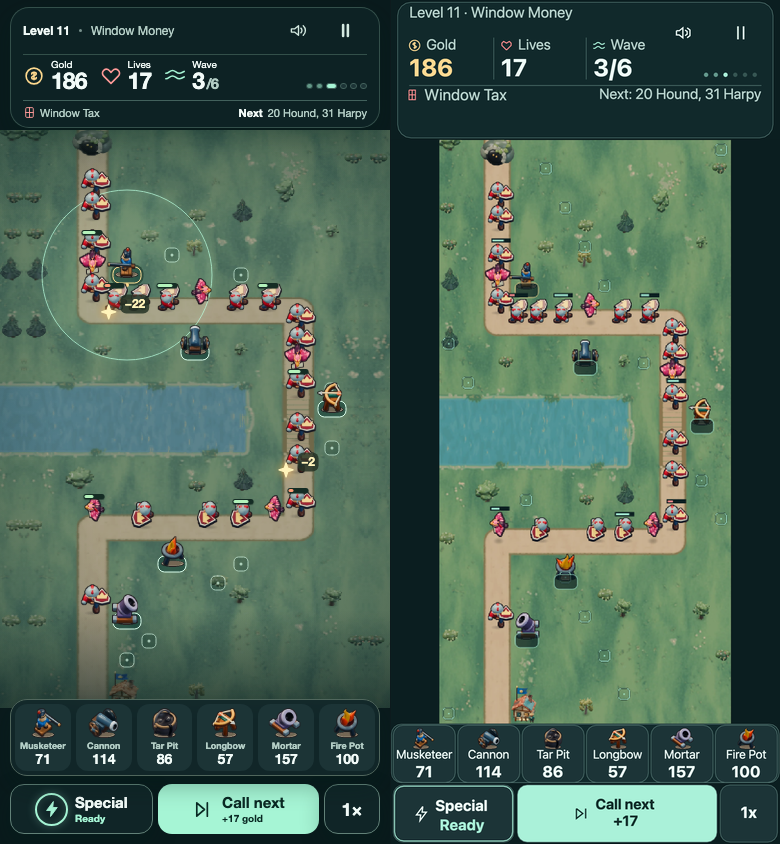 Level 11 • Window Money
Gold
186
Lives
17
Wave
3/6
Window Tax
Next 20 Hound, 31 Harpy
-22
-2
Musketeer
71
Cannon
114
Tar Pit
86
Longbow
57
Mortar
157
Fire Pot
100
Special
Ready
Call next
+17 gold
1×
Level 11 · Window Money
Gold
186
Lives
17
Wave
3/6
Window Tax
Next: 20 Hound, 31 Harpy
Musketeer
71
Cannon
114
Tar Pit
86
Longbow
57
Mortar
157
Fire Pot
100
Special
Ready
Call next
+17
1x